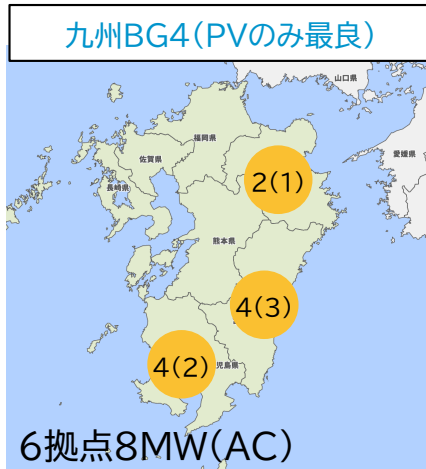 九州BG4(PVのみ最良)
山口県
福岡県
佐賀県
愛媛県
長崎県
2(1)
熊本県
4(3)
4(2)
児島県
6拠点8MW(AC)